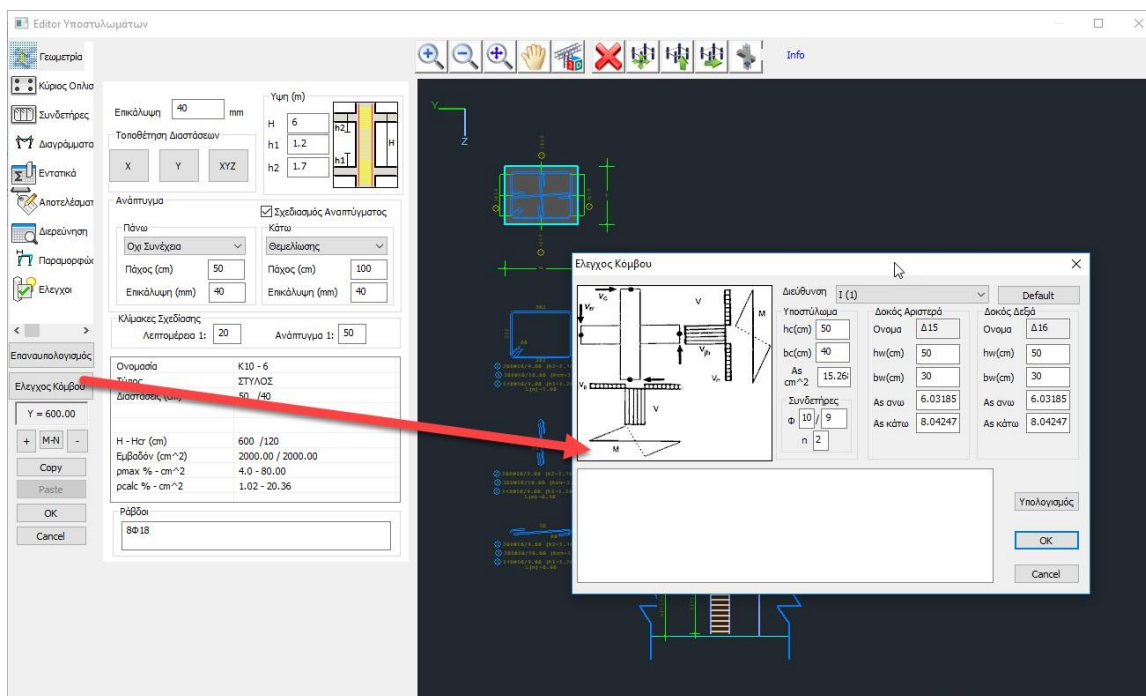 Editor Υποστυλωμάτων
Γεωμετρία
Κύριος Οπλισ
Συνδετήρες
Διαγράμματα
Εντατικά
Αποτελέσματ
Διερεύνηση
Παραμορφώς
Ελεγχοι
< >
Επαναυπολογισμός
Ελεγχος Κόμβου
Y = 600.00
+ M-N -
Copy
Paste
OK
Cancel
Επικάλυψη 40 mm
Τοποθέτηση Διαστάσεων
X Y XYZ
Υψη (m)
H 6
h1 1.2
h2 1.7
h2
H
h1
Ανάπτυγμα
Σχεδιασμός Αναπτύγματος
Πάνω
Οχι Συνέχεια
Πάχος (cm) 50
Επικάλυψη (mm) 40
Κάτω
Θεμελίωσης
Πάχος (cm) 100
Επικάλυψη (mm) 40
Κλίμακες Σχεδίασης
Λεπτομέρεια 1: 20 Ανάπτυγμα 1: 50
Ονομασία K10 - 6
ΣΤΥΛΟΣ
Διαστάσεις (cm) 50 /40
H - Hcr (cm) 600 /120
Εμβαδόν (cm^2) 2000.00 / 2000.00
ρmax % - cm^2 4.0 - 80.00
ρcalc % - cm^2 1.02 - 20.36
Ράβδοι
8Φ18
Info
Y
Z
Ελεγχος Κόμβου
Vc
V
M
Vjh
V
M
Διεύθυνση I (1) Default
Υποστύλωμα
hc(cm) 50
bc(cm) 40
As cm^2 15.26
Συνδετήρες
Φ 10 / 9
n 2
Δοκός Αριστερά
Ονομα Δ15
hw(cm) 50
bw(cm) 30
As ανω 6.03185
As κάτω 8.04247
Δοκός Δεξιά
Ονομα Δ16
hw(cm) 50
bw(cm) 30
As ανω 6.03185
As κάτω 8.04247
Υπολογισμός
OK
Cancel